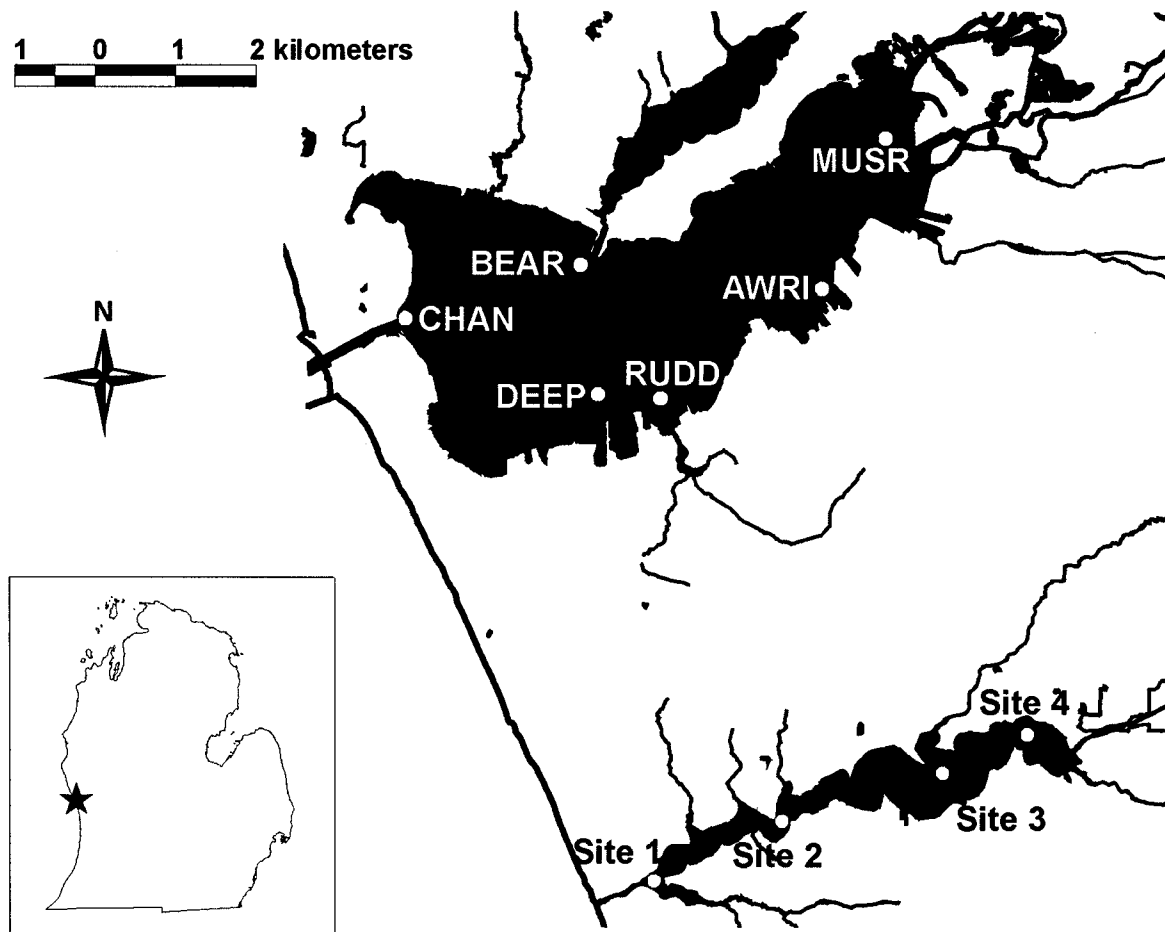 1 0 1 2 kilometers
MUSR
BEAR
AWRI
CHAN
N
RUDD
DEEP
Site 4
Site 3
Site 1
Site 2